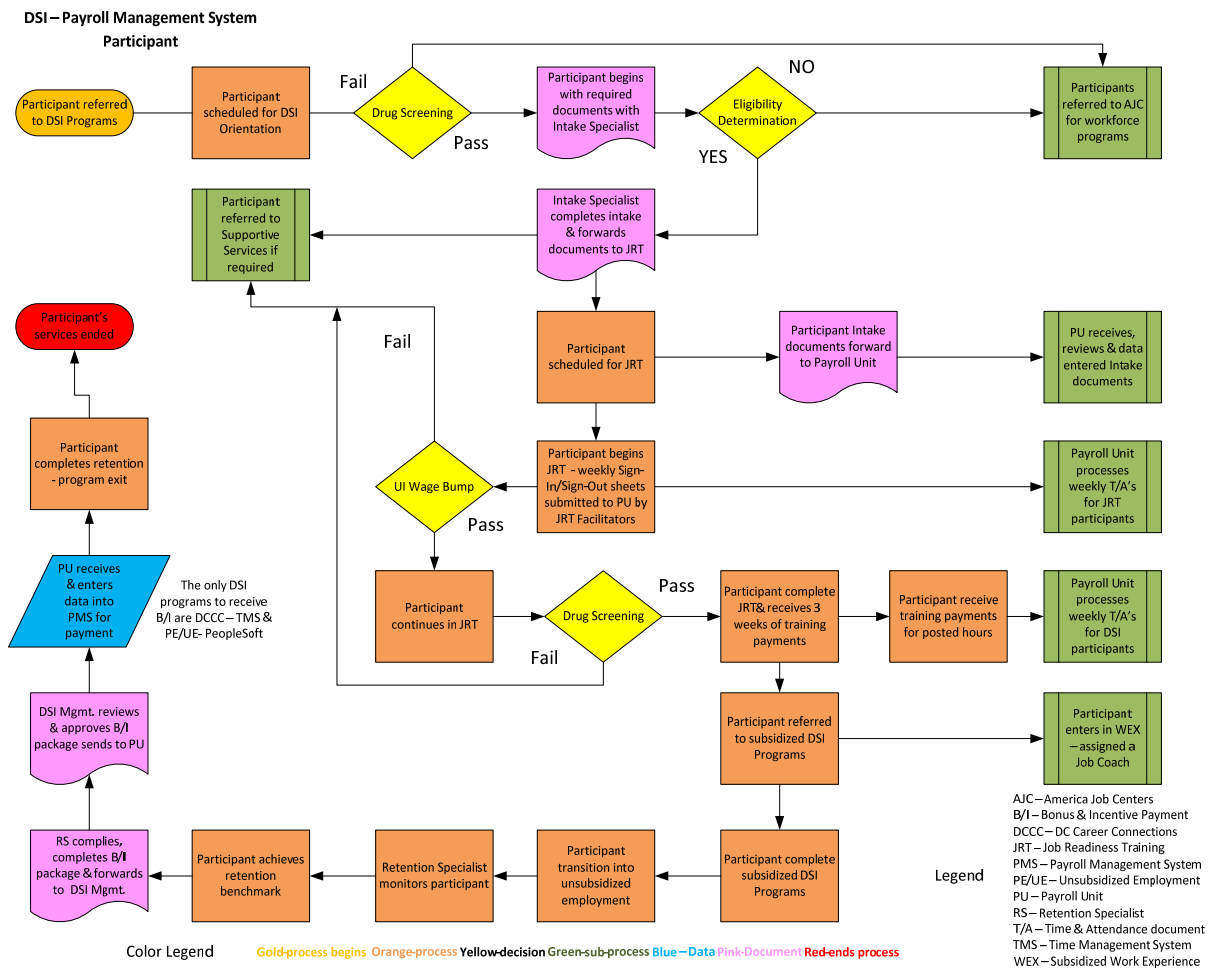 DSI – Payroll Management System
Participant
Participant referred
to DSI Programs
Participant
scheduled for DSI
Orientation
Fail
Drug Screening
Pass
Participant begins
with required
documents with
Intake Specialist
Eligibility
Determination
NO
YES
Participants
referred to AJC
for workforce
programs
Participant
referred to
Supportive
Services if
required
Intake Specialist
completes intake
& forwards
documents to JRT
Participant's
services ended
Fail
Participant
scheduled for JRT
Participant Intake
documents forward
to Payroll Unit
PU receives,
reviews & data
entered Intake
documents
Participant
completes retention
- program exit
UI Wage Bump
Pass
Participant begins
JRT - weekly Sign-
In/Sign-Out sheets
submitted to PU by
JRT Facilitators
Payroll Unit
processes
weekly T/A's
for JRT
participants
PU receives
& enters
data into
PMS for
payment
The only DSI
programs to receive
B/I are DCCC – TMS &
PE/UE- PeopleSoft
Participant
continues in JRT
Drug Screening
Pass
Fail
Participant complete
JRT& receives 3
weeks of training
payments
Participant receive
training payments
for posted hours
Payroll Unit
processes
weekly T/A's
for DSI
participants
DSI Mgmt. reviews
& approves B/I
package sends to PU
Participant referred
to subsidized DSI
Programs
Participant
enters in WEX
– assigned a
Job Coach
RS complies,
completes B/I
package & forwards
to DSI Mgmt.
Participant achieves
retention
benchmark
Retention Specialist
monitors participant
Participant
transition into
unsubsidized
employment
Participant complete
subsidized DSI
Programs
Legend
AJC – America Job Centers
B/I – Bonus & Incentive Payment
DCCC – DC Career Connections
JRT – Job Readiness Training
PMS – Payroll Management System
PE/UE – Unsubsidized Employment
PU – Payroll Unit
RS – Retention Specialist
T/A – Time & Attendance document
TMS – Time Management System
WEX – Subsidized Work Experience
Color Legend
Gold-process begins Orange-process Yellow-decision Green-sub-process Blue – Data Pink-Document Red-ends process